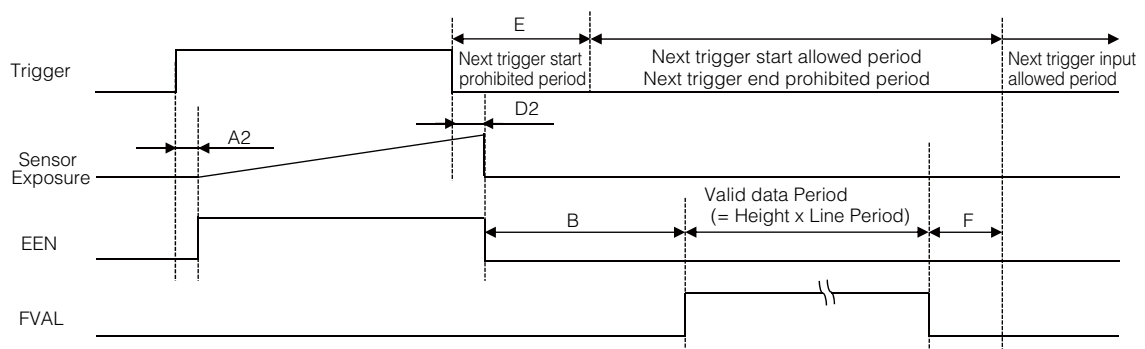 E
Trigger
Next trigger start
prohibited period
Next trigger start allowed period
Next trigger end prohibited period
Next trigger input
allowed period
D2
A2
Sensor
Exposure
Valid data Period
(= Height x Line Period)
B
F
EEN
FVAL